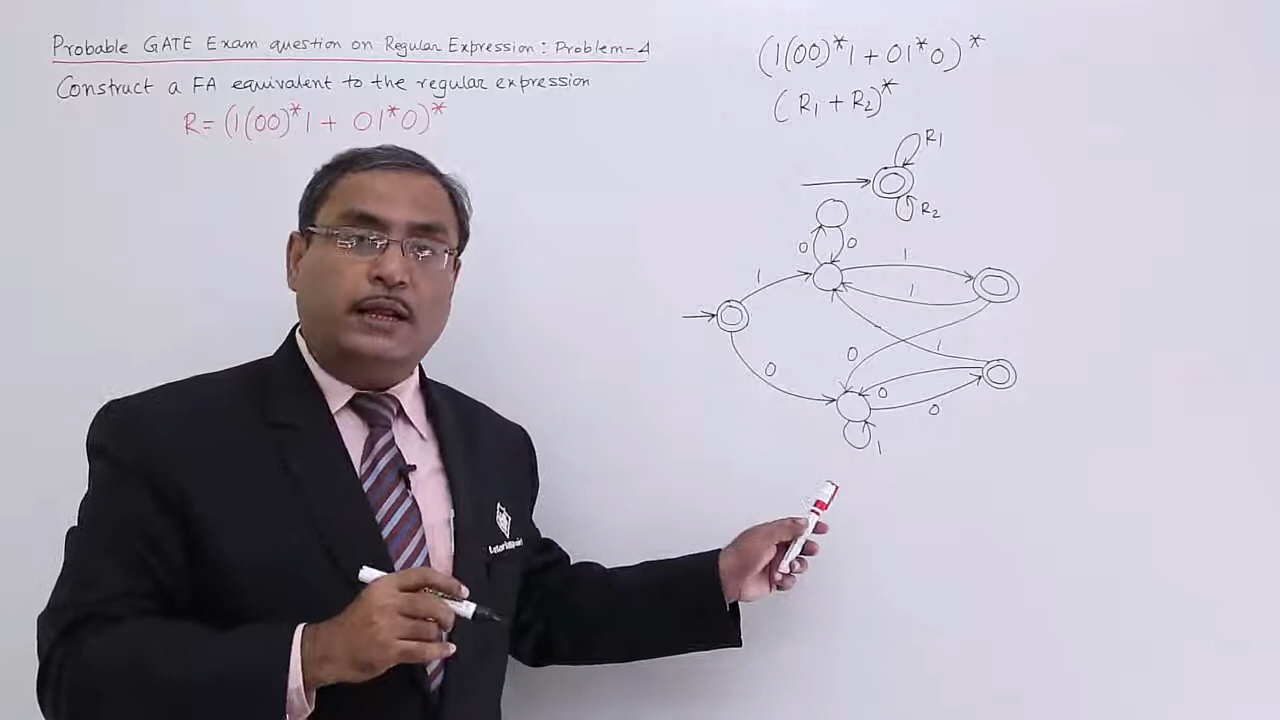 Probable GATE Exam question on Regular Expression: Problem-4
Construct a FA equivalent to the regular expression
R=(1(00)*1 + 01*0)*
(1(00)*1 + 01*0)*
(R₁ + R₂)*
R₁
R₂
0 0
1
1
1
1
0
0
1
0
0
1
tutorialspoint